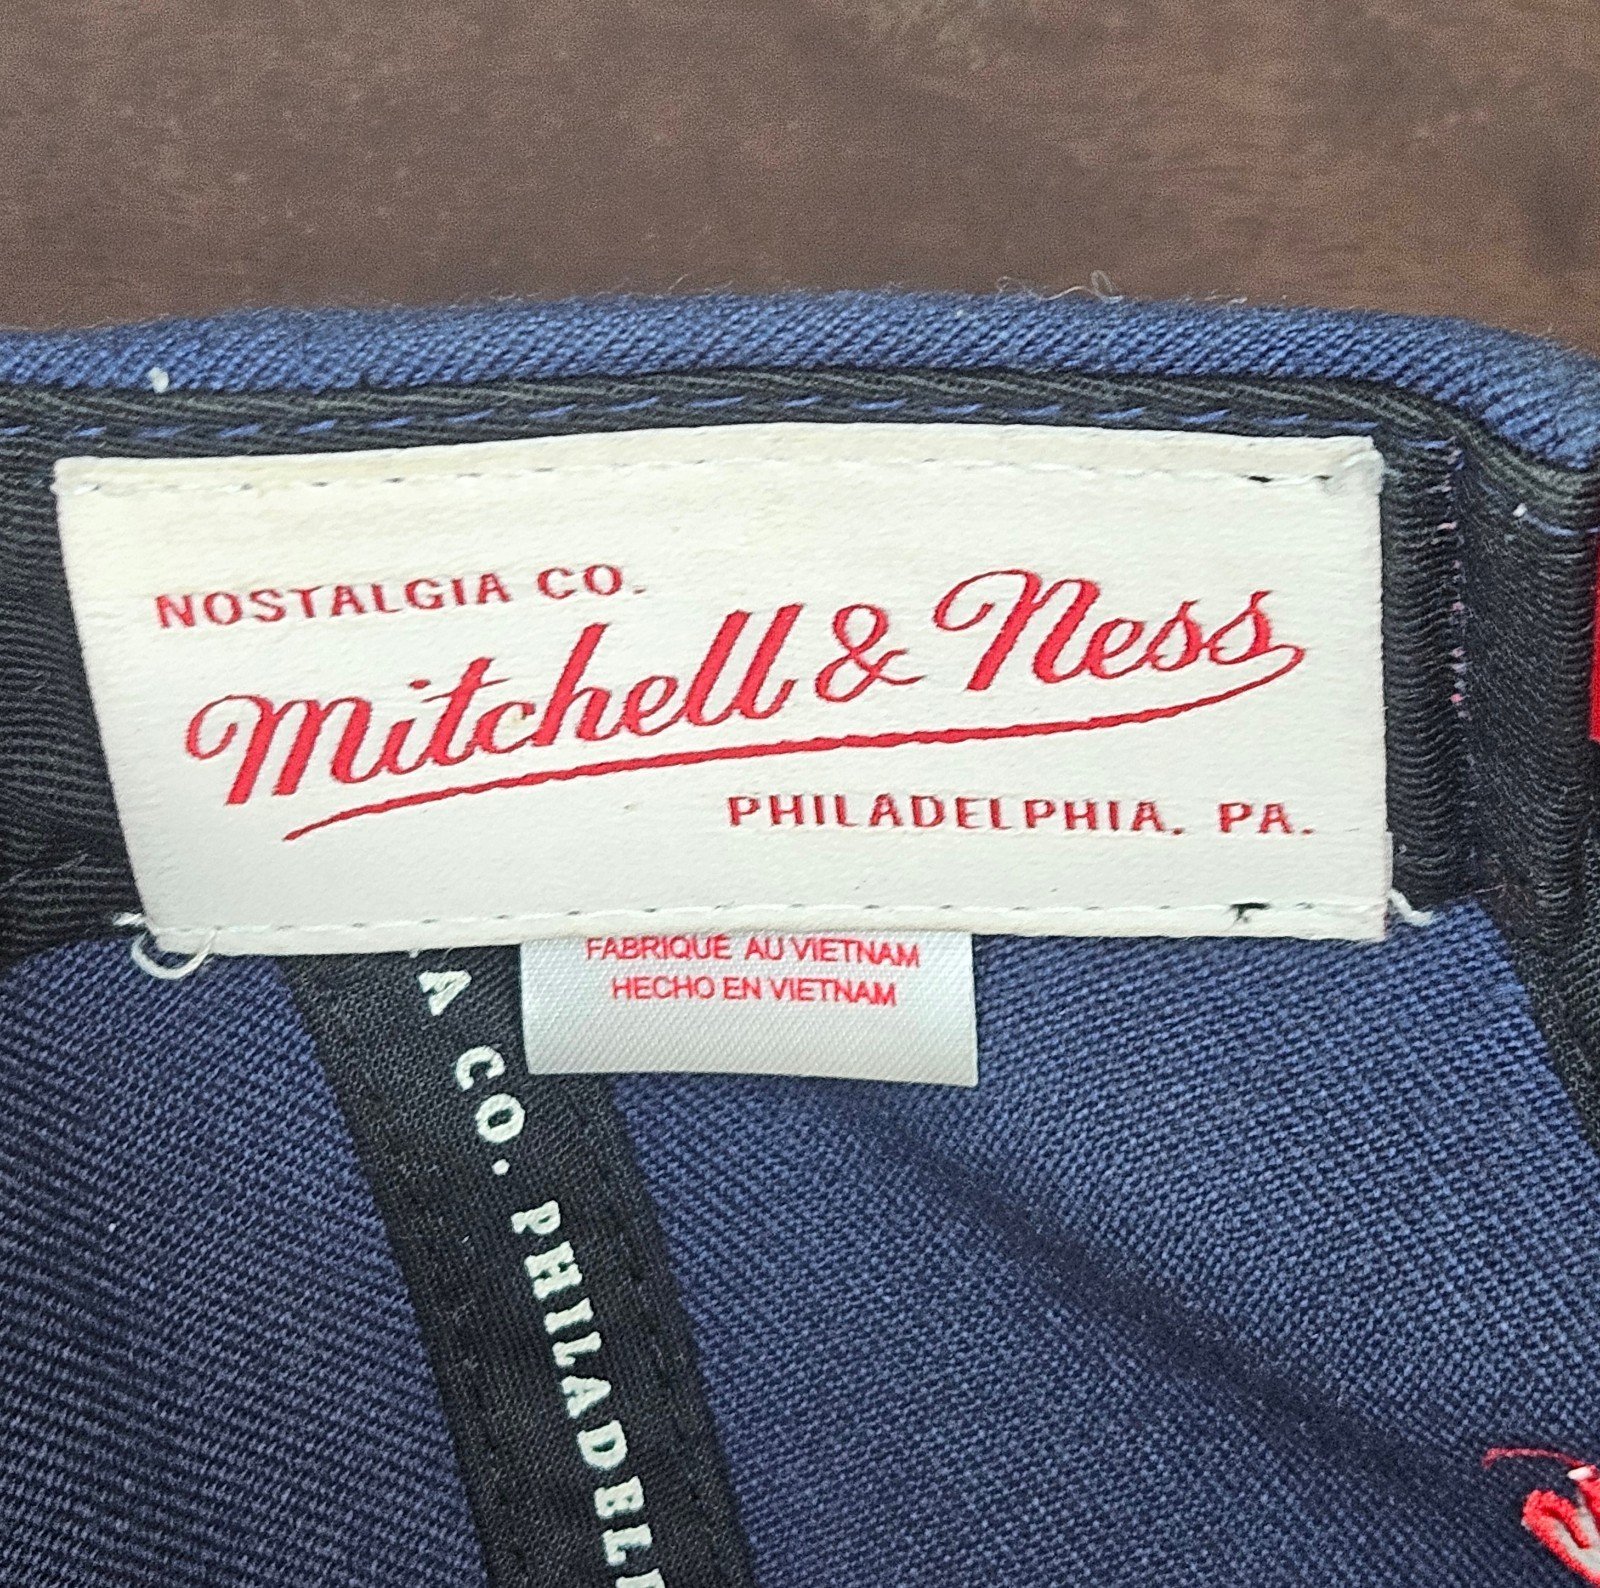 NOSTALGIA CO.
Mitchell & Ness
PHILADELPHIA, PA.
FABRIQUE AU VIETNAM
HECHO EN VIETNAM
CO. PHILADEL